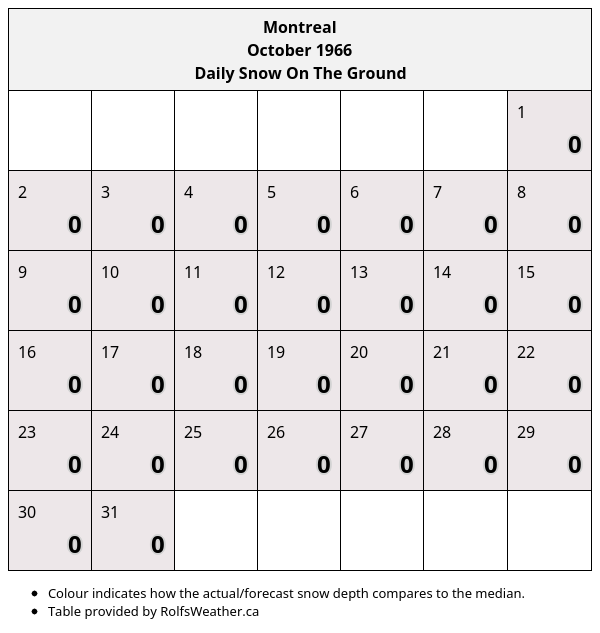 Montreal
October 1966
Daily Snow On The Ground
1
0
2 3 4 5 6 7 8
0 0 0 0 0 0 0
9 10 11 12 13 14 15
0 0 0 0 0 0 0
16 17 18 19 20 21 22
0 0 0 0 0 0 0
23 24 25 26 27 28 29
0 0 0 0 0 0 0
30 31
0 0
• Colour indicates how the actual/forecast snow depth compares to the median.
• Table provided by RolfsWeather.ca